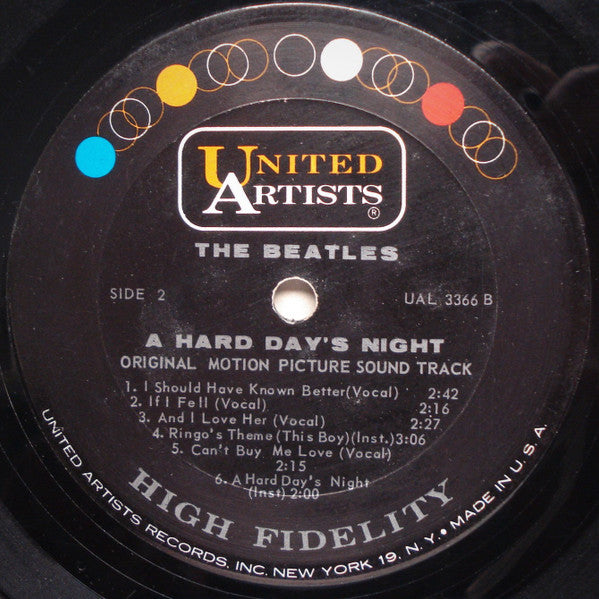 UNITED
ARTISTS
®
THE BEATLES
SIDE 2
UAL 3366 B
A HARD DAY'S NIGHT
ORIGINAL MOTION PICTURE SOUND TRACK
1. I Should Have Known Better(Vocal) 2:42
2. If I Fell (Vocal) 2:16
3. And I Love Her (Vocal) 2:27
4. Ringo's Theme (This Boy)(Inst.) 3:06
5. Can't Buy Me Love (Vocal)
2:15
6. A Hard Day's Night
(Inst) 2:00
HIGH FIDELITY
UNITED ARTISTS RECORDS, INC. NEW YORK 19, N.Y. • MADE IN U.S.A.